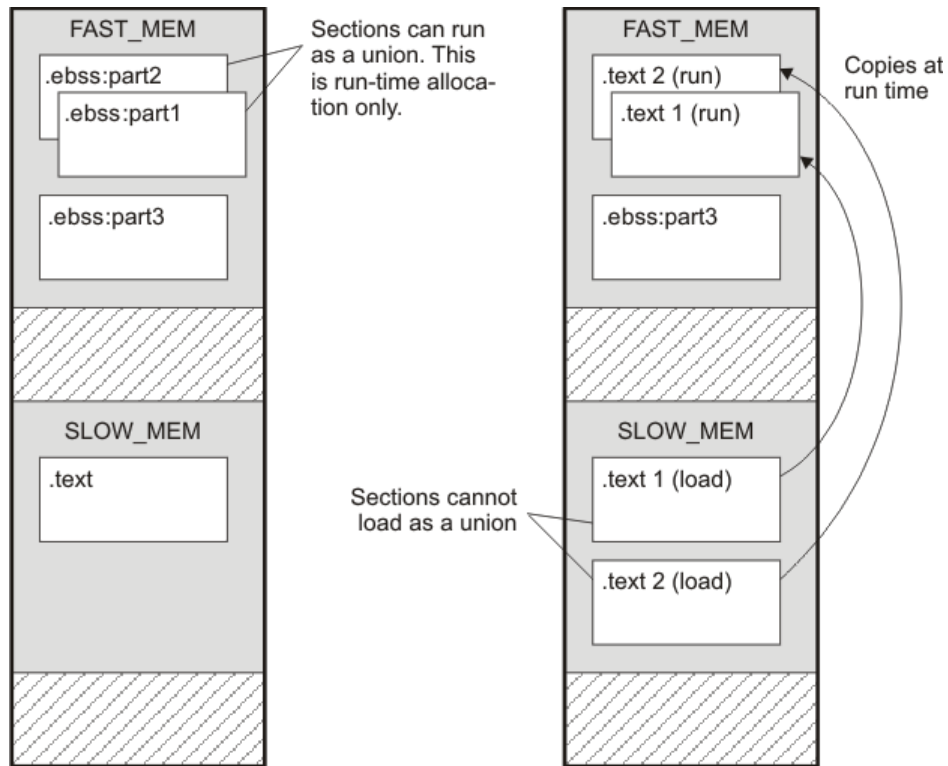 FAST_MEM
.ebss:part2
.ebss:part1
.ebss:part3
SLOW_MEM
.text
Sections can run
as a union. This
is run-time alloca-
tion only.
FAST_MEM
.text 2 (run)
.text 1 (run)
.ebss:part3
Copies at
run time
SLOW_MEM
.text 1 (load)
.text 2 (load)
Sections cannot
load as a union